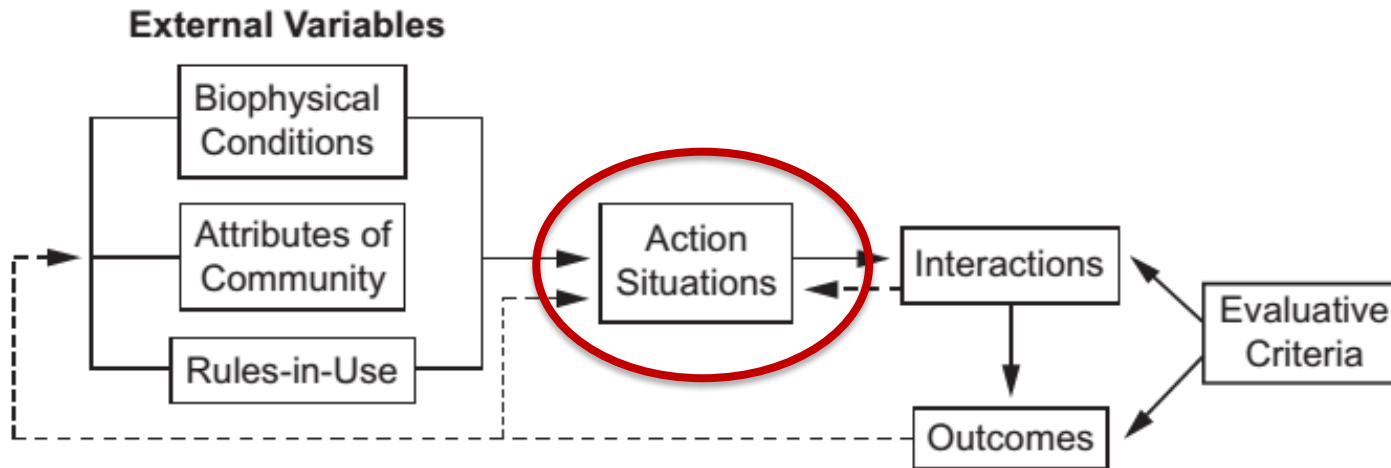 External Variables
Biophysical
Conditions
Attributes of
Community
Rules-in-Use
Action
Situations
Interactions
Outcomes
Evaluative
Criteria